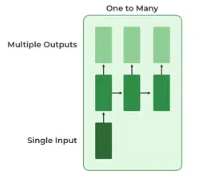 One to Many
Multiple Outputs
Single Input